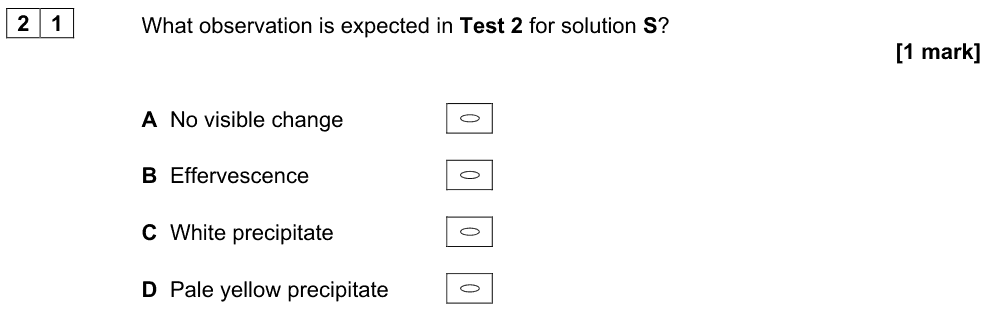 2 1 What observation is expected in Test 2 for solution S?
[1 mark]
A No visible change
B Effervescence
C White precipitate
D Pale yellow precipitate